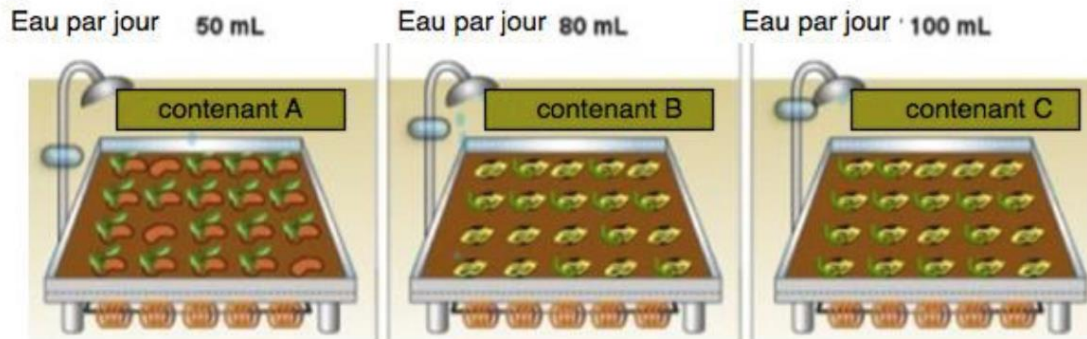 Eau par jour 50 mL
Eau par jour 80 mL
Eau par jour 100 mL
contenant A
contenant B
contenant C